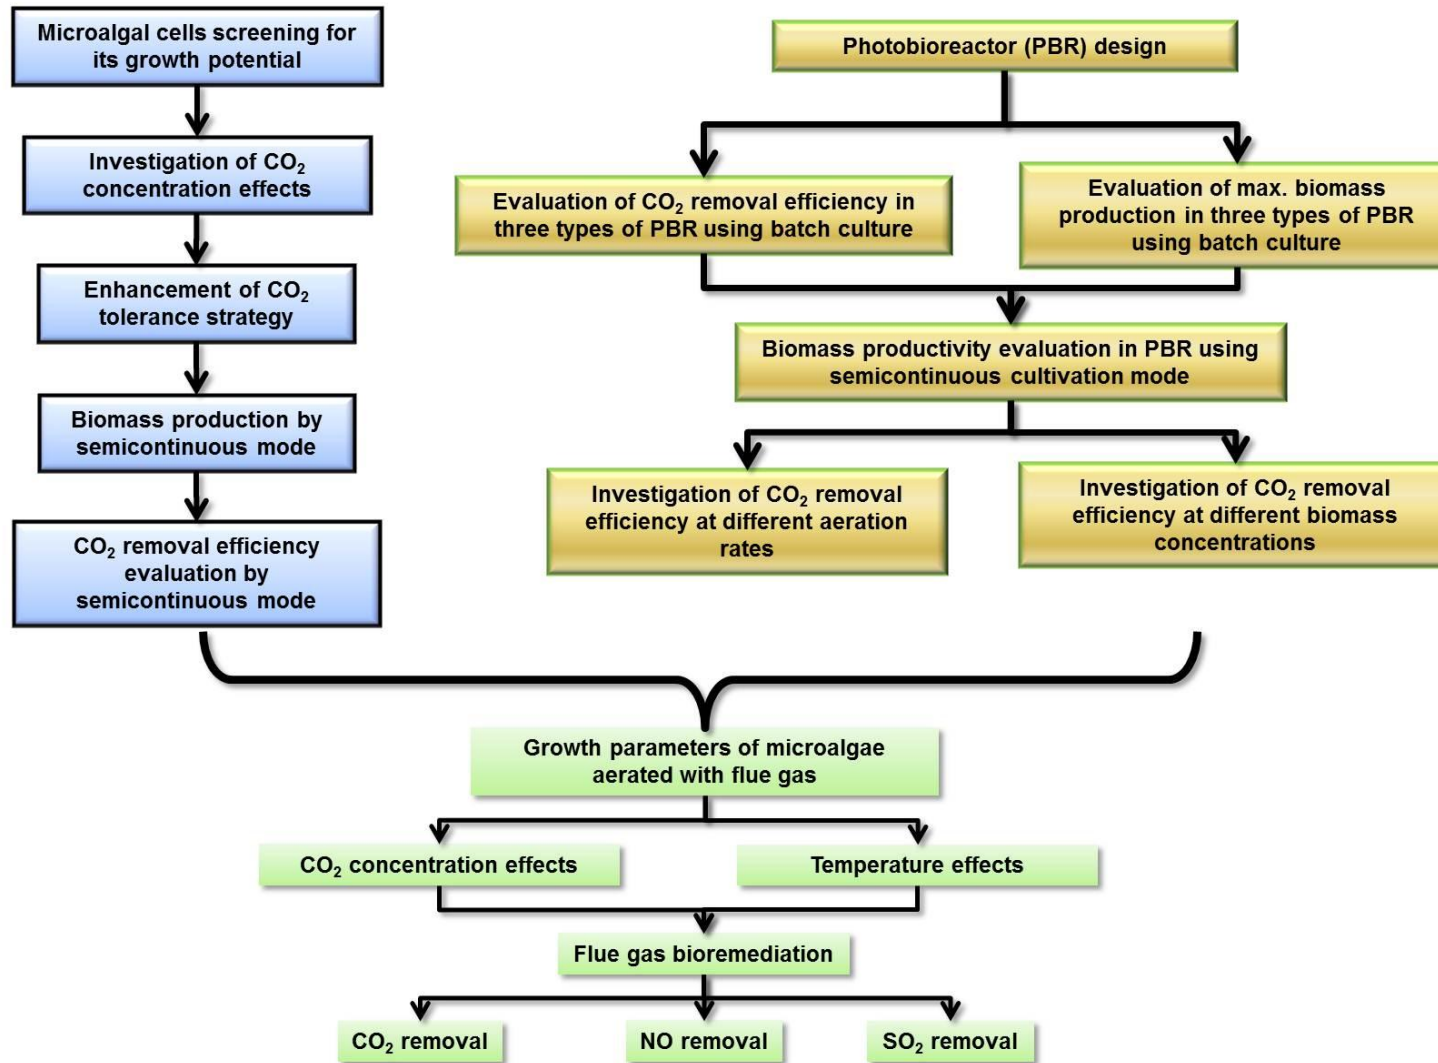 Microalgal cells screening for
its growth potential
Investigation of CO₂
concentration effects
Enhancement of CO₂
tolerance strategy
Biomass production by
semicontinuous mode
CO₂ removal efficiency
evaluation by
semicontinuous mode
Photobioreactor (PBR) design
Evaluation of CO₂ removal efficiency in
three types of PBR using batch culture
Evaluation of max. biomass
production in three types of PBR
using batch culture
Biomass productivity evaluation in PBR using
semicontinuous cultivation mode
Investigation of CO₂ removal
efficiency at different aeration
rates
Investigation of CO₂ removal
efficiency at different biomass
concentrations
Growth parameters of microalgae
aerated with flue gas
CO₂ concentration effects
Temperature effects
Flue gas bioremediation
CO₂ removal
NO removal
SO₂ removal